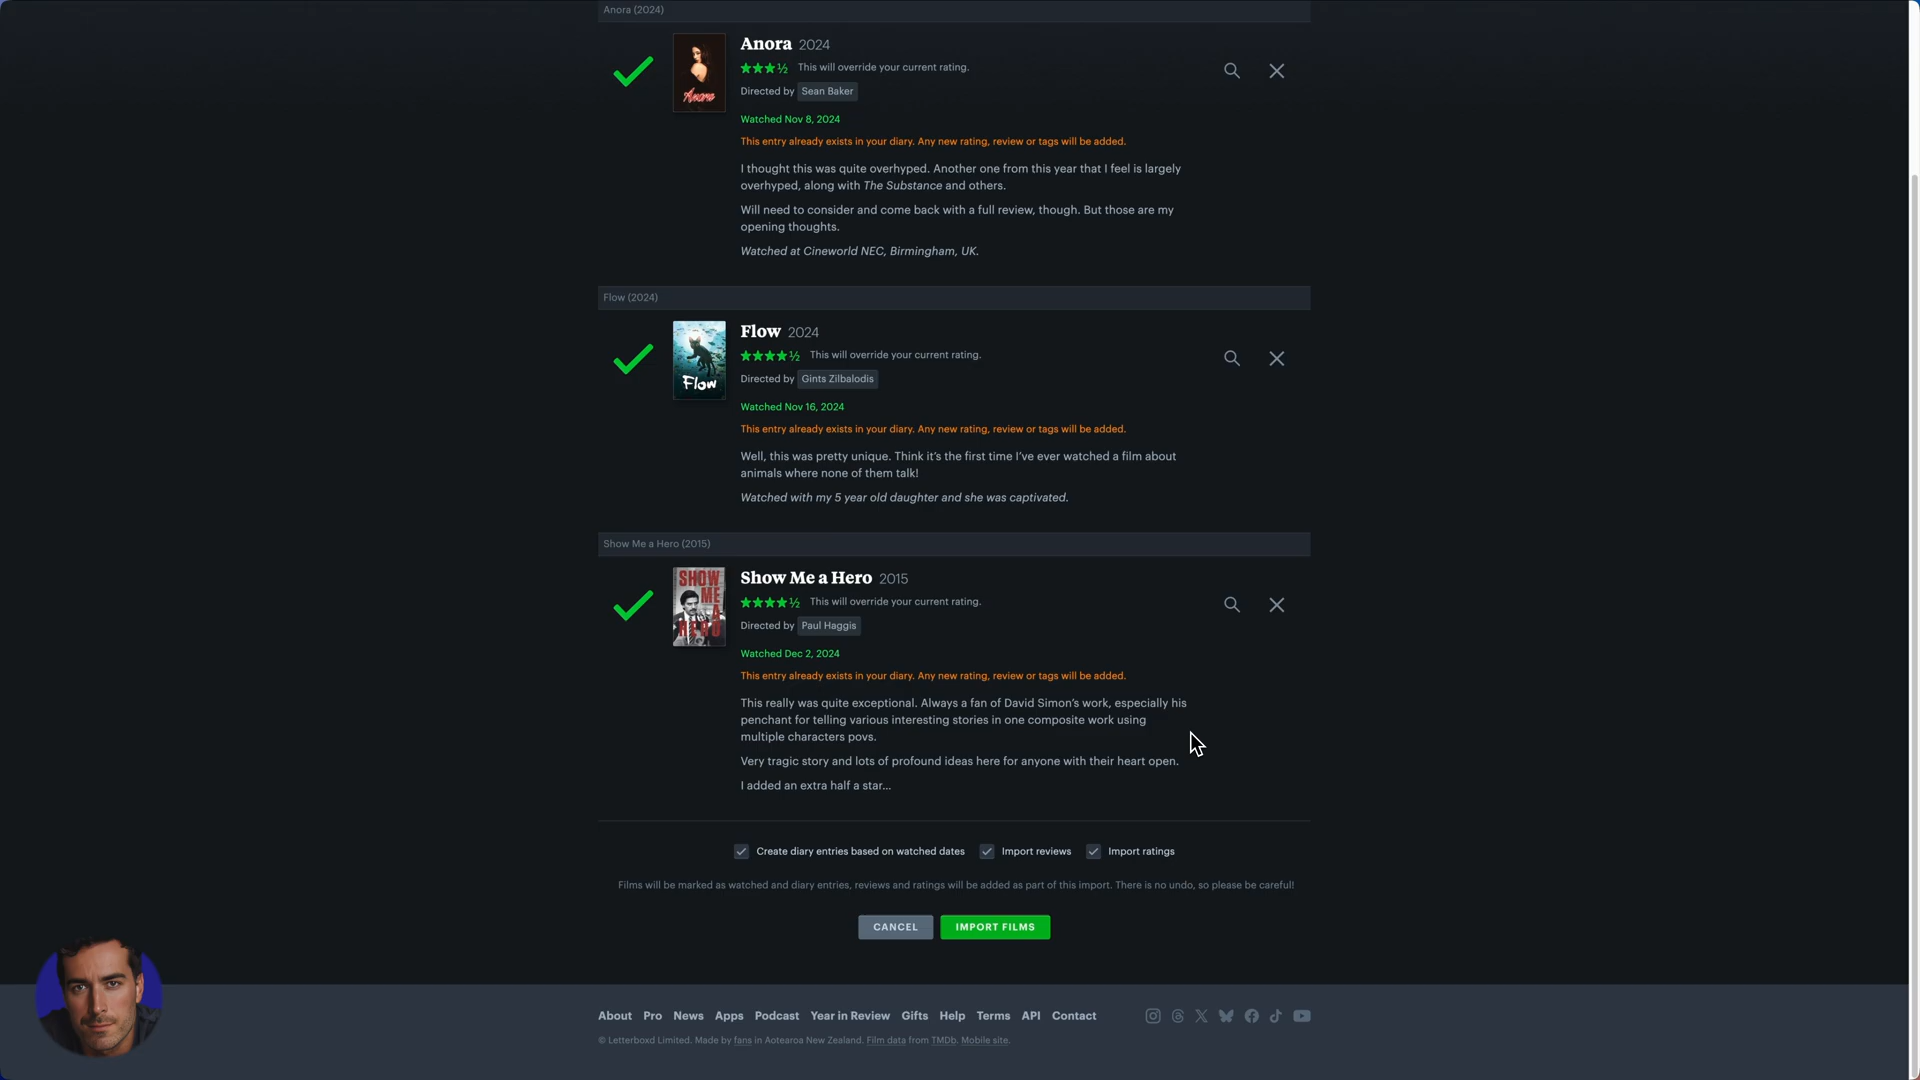 Anora (2024)
Anora
Anora 2024
★★★½ This will override your current rating.
Directed by Sean Baker
Watched Nov 8, 2024
This entry already exists in your diary. Any new rating, review or tags will be added.
I thought this was quite overhyped. Another one from this year that I feel is largely
overhyped, along with The Substance and others.
Will need to consider and come back with a full review, though. But those are my
opening thoughts.
Watched at Cineworld NEC, Birmingham, UK.
Flow (2024)
Flow
Flow 2024
★★★★½ This will override your current rating.
Directed by Gints Zilbalodis
Watched Nov 16, 2024
This entry already exists in your diary. Any new rating, review or tags will be added.
Well, this was pretty unique. Think it's the first time I've ever watched a film about
animals where none of them talk!
Watched with my 5 year old daughter and she was captivated.
Show Me a Hero (2015)
SHOW
ME
A
HERO
Show Me a Hero 2015
★★★★½ This will override your current rating.
Directed by Paul Haggis
Watched Dec 2, 2024
This entry already exists in your diary. Any new rating, review or tags will be added.
This really was quite exceptional. Always a fan of David Simon's work, especially his
penchant for telling various interesting stories in one composite work using
multiple characters povs.
Very tragic story and lots of profound ideas here for anyone with their heart open.
I added an extra half a star...
Create diary entries based on watched dates Import reviews Import ratings
Films will be marked as watched and diary entries, reviews and ratings will be added as part of this import. There is no undo, so please be careful!
CANCEL IMPORT FILMS
About Pro News Apps Podcast Year in Review Gifts Help Terms API Contact
© Letterboxd Limited. Made by fans in Aotearoa New Zealand. Film data from TMDb. Mobile site.